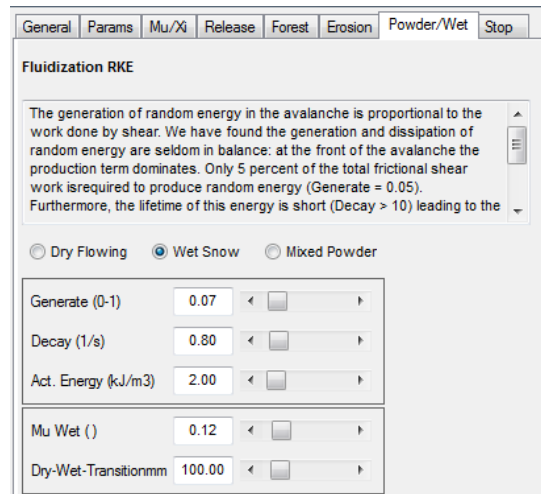 General Params Mu/Xi Release Forest Erosion Powder/Wet Stop
Fluidization RKE
The generation of random energy in the avalanche is proportional to the
work done by shear. We have found the generation and dissipation of
random energy are seldom in balance: at the front of the avalanche the
production term dominates. Only 5 percent of the total frictional shear
work isrequired to produce random energy (Generate = 0.05).
Furthermore, the lifetime of this energy is short (Decay > 10) leading to the
Dry Flowing Wet Snow Mixed Powder
Generate (0-1) 0.07
Decay (1/s) 0.80
Act. Energy (kJ/m3) 2.00
Mu Wet ( ) 0.12
Dry-Wet-Transitionmm 100.00